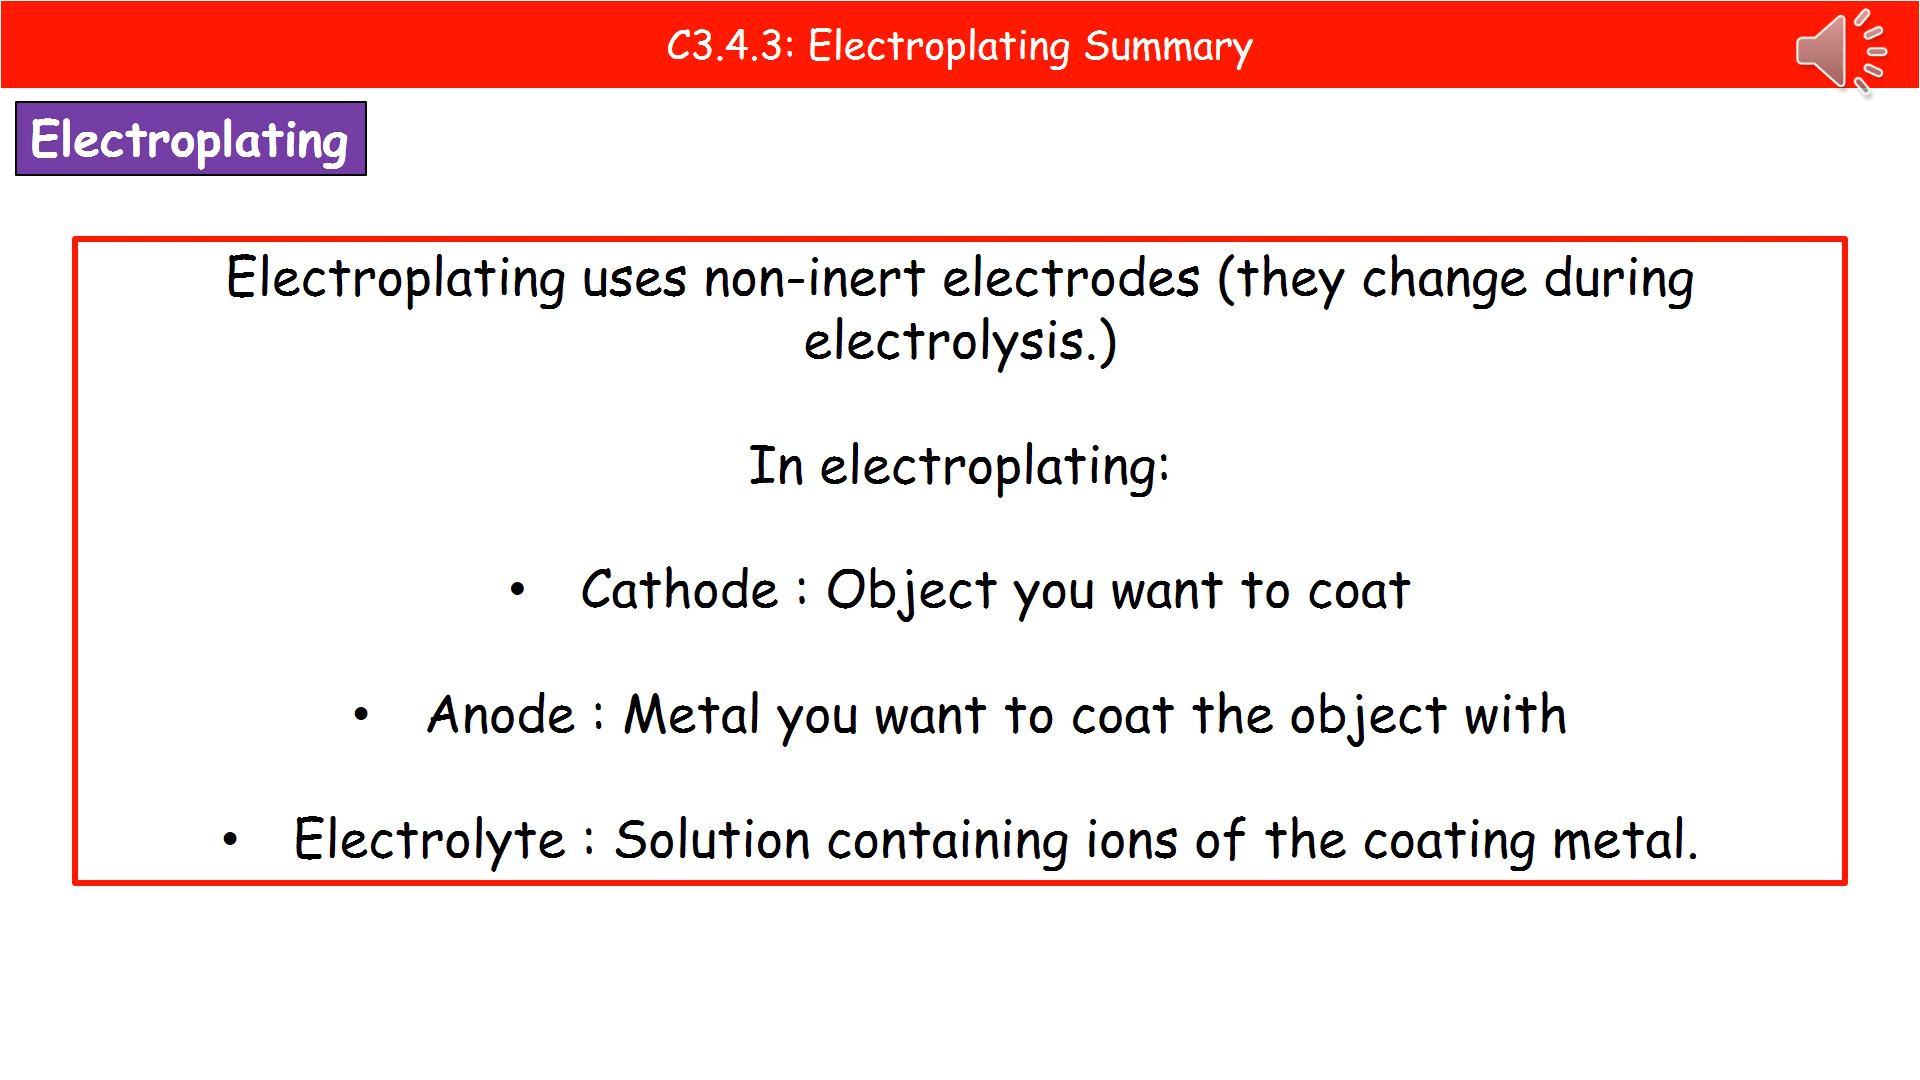 C3.4.3: Electroplating Summary
Electroplating
Electroplating uses non-inert electrodes (they change during
electrolysis.)
In electroplating:
• Cathode : Object you want to coat
• Anode : Metal you want to coat the object with
• Electrolyte : Solution containing ions of the coating metal.